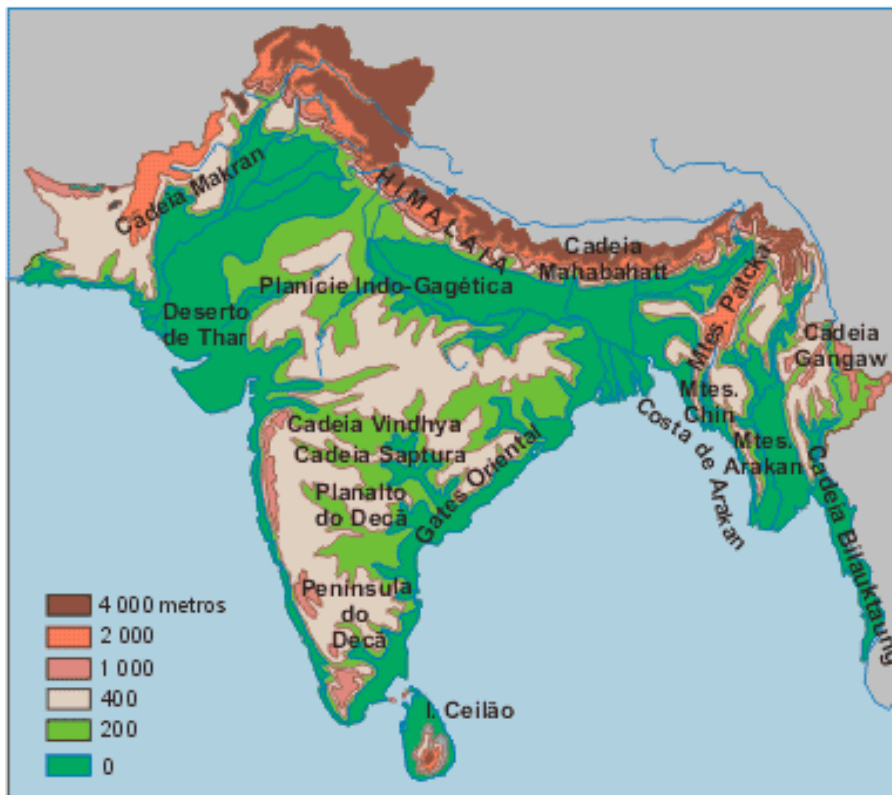 Cadeia Makran
HIMALAIA
Cadeia
Mahabahatt
Planície Indo-Gagética
Deserto
de Thar
Mtes. Patcka
Cadeia
Gangaw
Mtes.
Chin
Costa de Arakan
Mtes.
Arakan
Cadeia Bilauktaung
Cadeia Vindhya
Cadeia Saptura
Gates Oriental
Planalto
do Decã
Península
do
Decã
I. Ceilão
4 000 metros
2 000
1 000
400
200
0